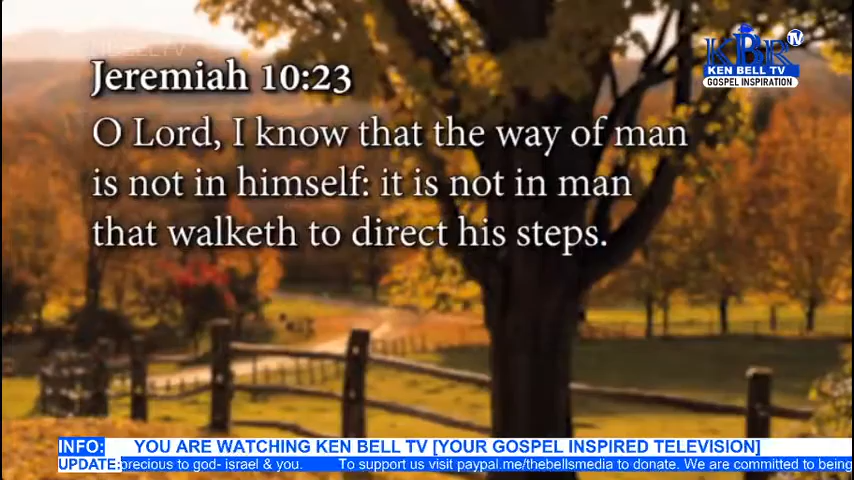 KBR TV
KEN BELL TV
GOSPEL INSPIRATION
Jeremiah 10:23
O Lord, I know that the way of man
is not in himself: it is not in man
that walketh to direct his steps.
INFO: YOU ARE WATCHING KEN BELL TV [YOUR GOSPEL INSPIRED TELEVISION]
UPDATE: precious to god- israel & you. To support us visit paypal.me/thebellsmedia to donate. We are committed to being